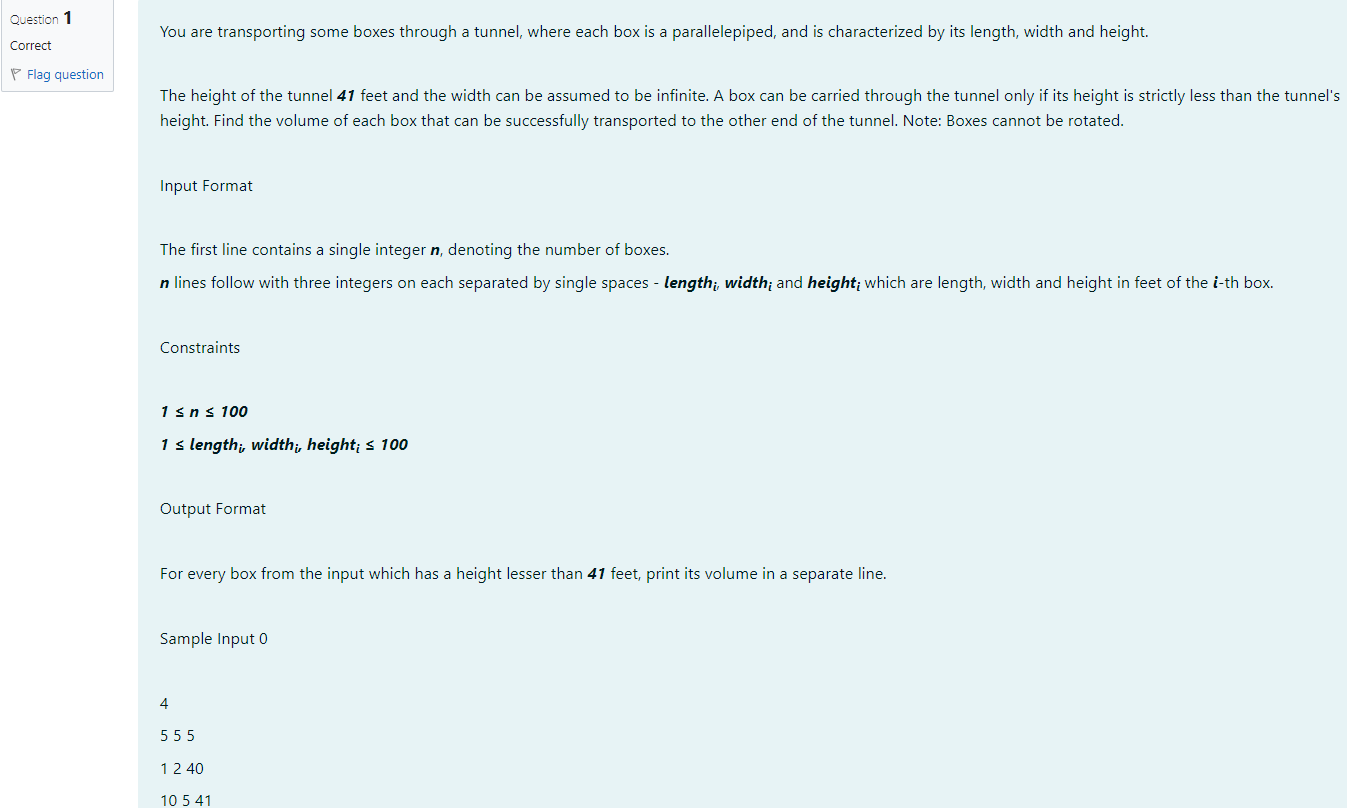 Question 1
Correct
Flag question
You are transporting some boxes through a tunnel, where each box is a parallelepiped, and is characterized by its length, width and height.
The height of the tunnel 41 feet and the width can be assumed to be infinite. A box can be carried through the tunnel only if its height is strictly less than the tunnel's
height. Find the volume of each box that can be successfully transported to the other end of the tunnel. Note: Boxes cannot be rotated.
Input Format
The first line contains a single integer n, denoting the number of boxes.
n lines follow with three integers on each separated by single spaces - lengthᵢ, widthᵢ and heightᵢ which are length, width and height in feet of the i-th box.
Constraints
1 ≤ n ≤ 100
1 ≤ lengthᵢ, widthᵢ, heightᵢ ≤ 100
Output Format
For every box from the input which has a height lesser than 41 feet, print its volume in a separate line.
Sample Input 0
4
5 5 5
1 2 40
10 5 41